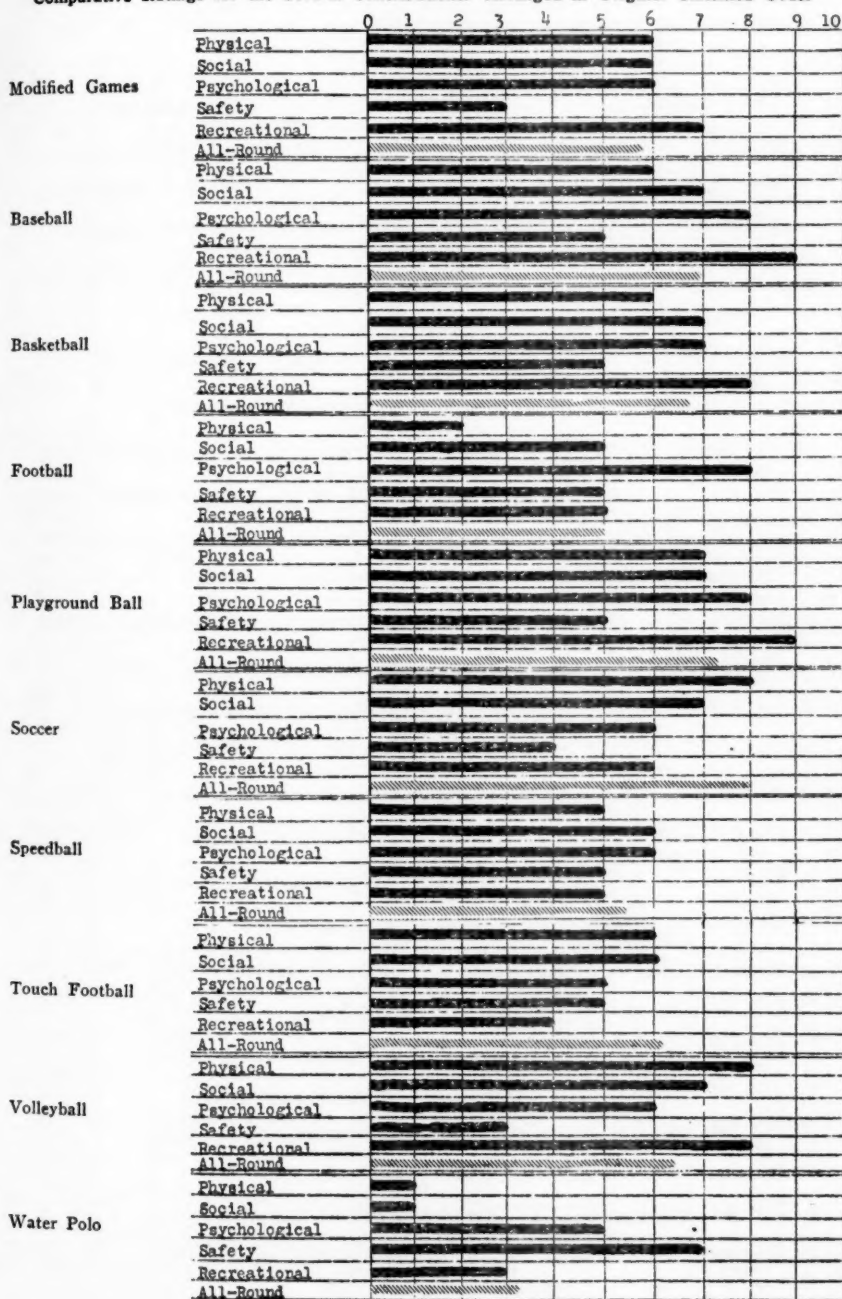 Comparative Ratings for the
0 1 2 3 4 5 6 7 8 9 10
Modified Games
Physical
Social
Psychological
Safety
Recreational
All-Round
Baseball
Physical
Social
Psychological
Safety
Recreational
All-Round
Basketball
Physical
Social
Psychological
Safety
Recreational
All-Round
Football
Physical
Social
Psychological
Safety
Recreational
All-Round
Playground Ball
Physical
Social
Psychological
Safety
Recreational
All-Round
Soccer
Physical
Social
Psychological
Safety
Recreational
All-Round
Speedball
Physical
Social
Psychological
Safety
Recreational
All-Round
Touch Football
Physical
Social
Psychological
Safety
Recreational
All-Round
Volleyball
Physical
Social
Psychological
Safety
Recreational
All-Round
Water Polo
Physical
Social
Psychological
Safety
Recreational
All-Round